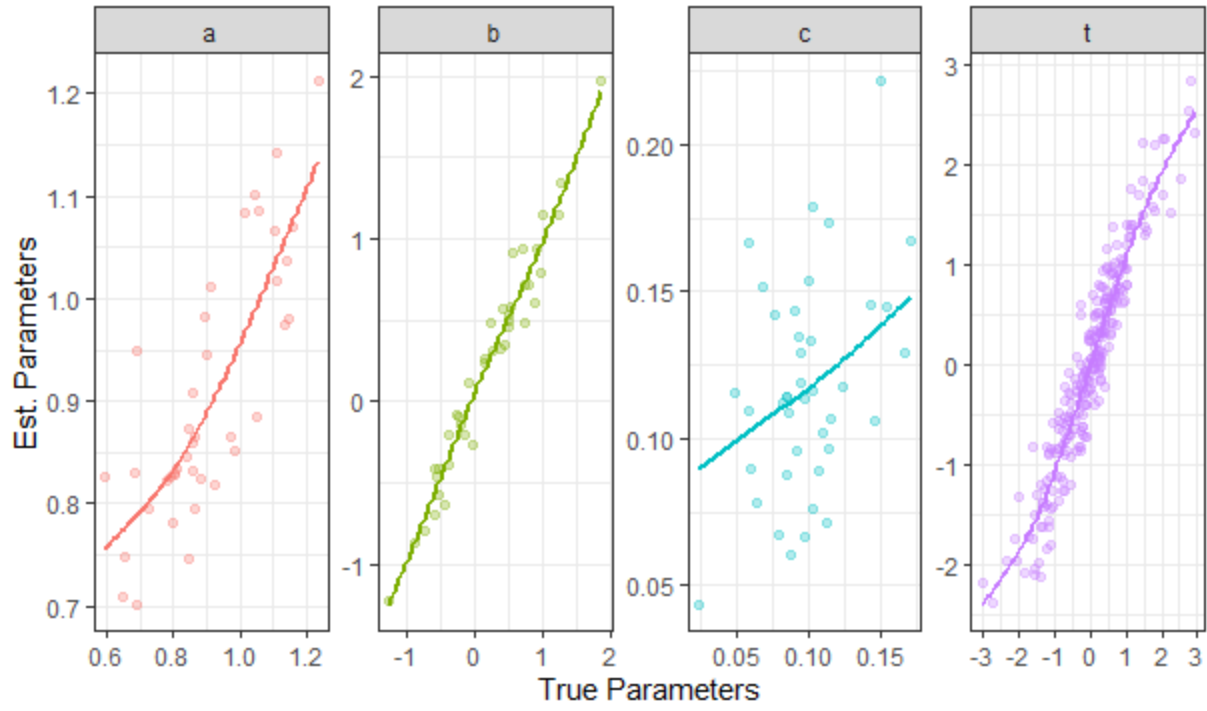 a
b
c
t
Est. Parameters
1.2
1.1
1.0
0.9
0.8
0.7
2
1
0
-1
0.20
0.15
0.10
0.05
3
2
1
0
-1
-2
0.6 0.8 1.0 1.2
-1 0 1 2
0.05 0.10 0.15
-3 -2 -1 0 1 2 3
True Parameters